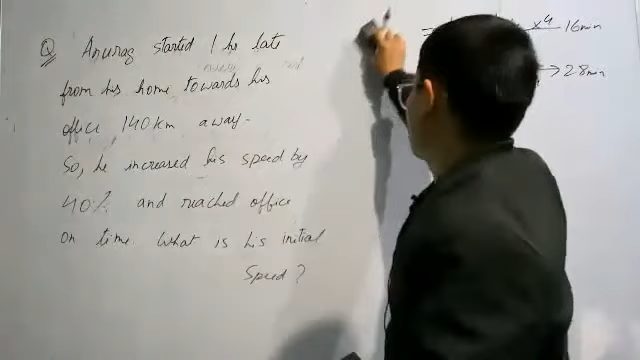 Q Anurag started 1 hr late
from his home towards his
office, 140 km away.
So, he increased his speed by
40% and reached office
on time. What is his initial
Speed?
x4 16min
→ 28min